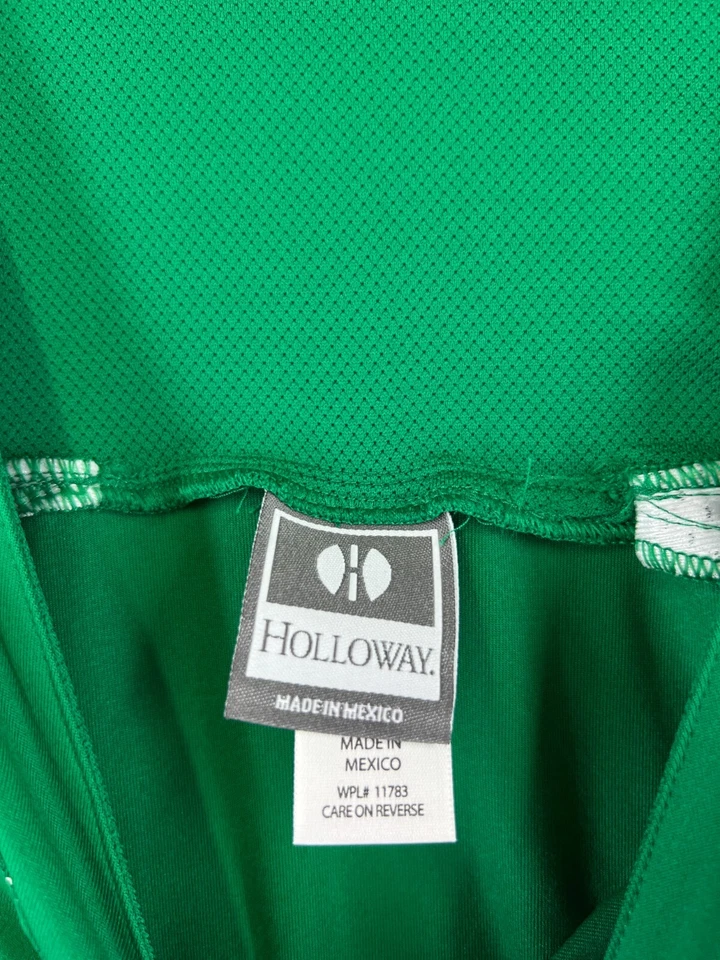 HOLLOWAY.
MADE IN MEXICO
MADE IN
MEXICO
WPL# 11783
CARE ON REVERSE